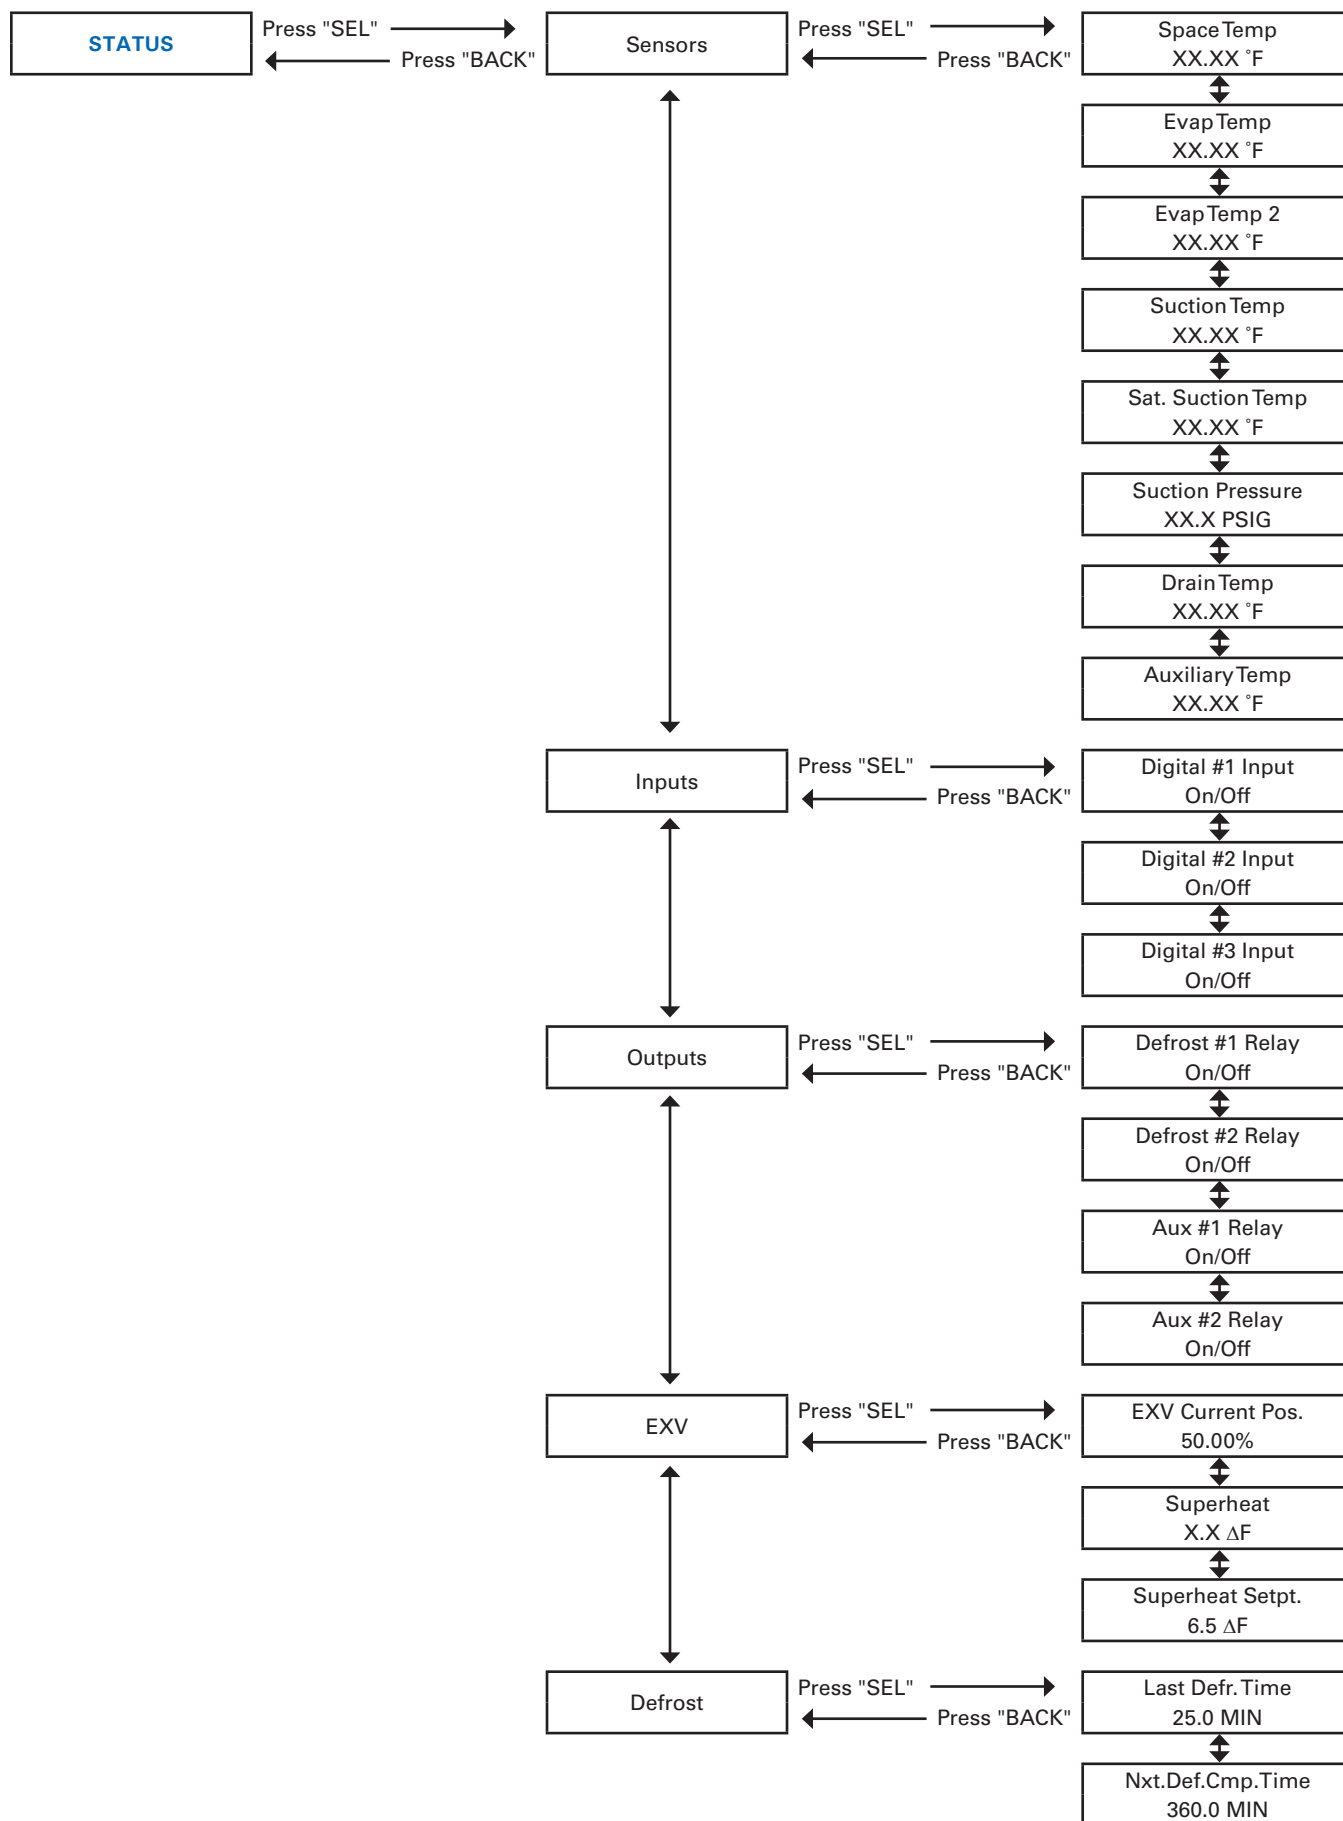 STATUS
Press "SEL"
Press "BACK"
Sensors
Press "SEL"
Press "BACK"
Space Temp
XX.XX °F
Evap Temp
XX.XX °F
Evap Temp 2
XX.XX °F
Suction Temp
XX.XX °F
Sat. Suction Temp
XX.XX °F
Suction Pressure
XX.X PSIG
Drain Temp
XX.XX °F
Auxiliary Temp
XX.XX °F
Inputs
Press "SEL"
Press "BACK"
Digital #1 Input
On/Off
Digital #2 Input
On/Off
Digital #3 Input
On/Off
Outputs
Press "SEL"
Press "BACK"
Defrost #1 Relay
On/Off
Defrost #2 Relay
On/Off
Aux #1 Relay
On/Off
Aux #2 Relay
On/Off
EXV
Press "SEL"
Press "BACK"
EXV Current Pos.
50.00%
Superheat
X.X ΔF
Superheat Setpt.
6.5 ΔF
Defrost
Press "SEL"
Press "BACK"
Last Defr. Time
25.0 MIN
Nxt.Def.Cmp.Time
360.0 MIN